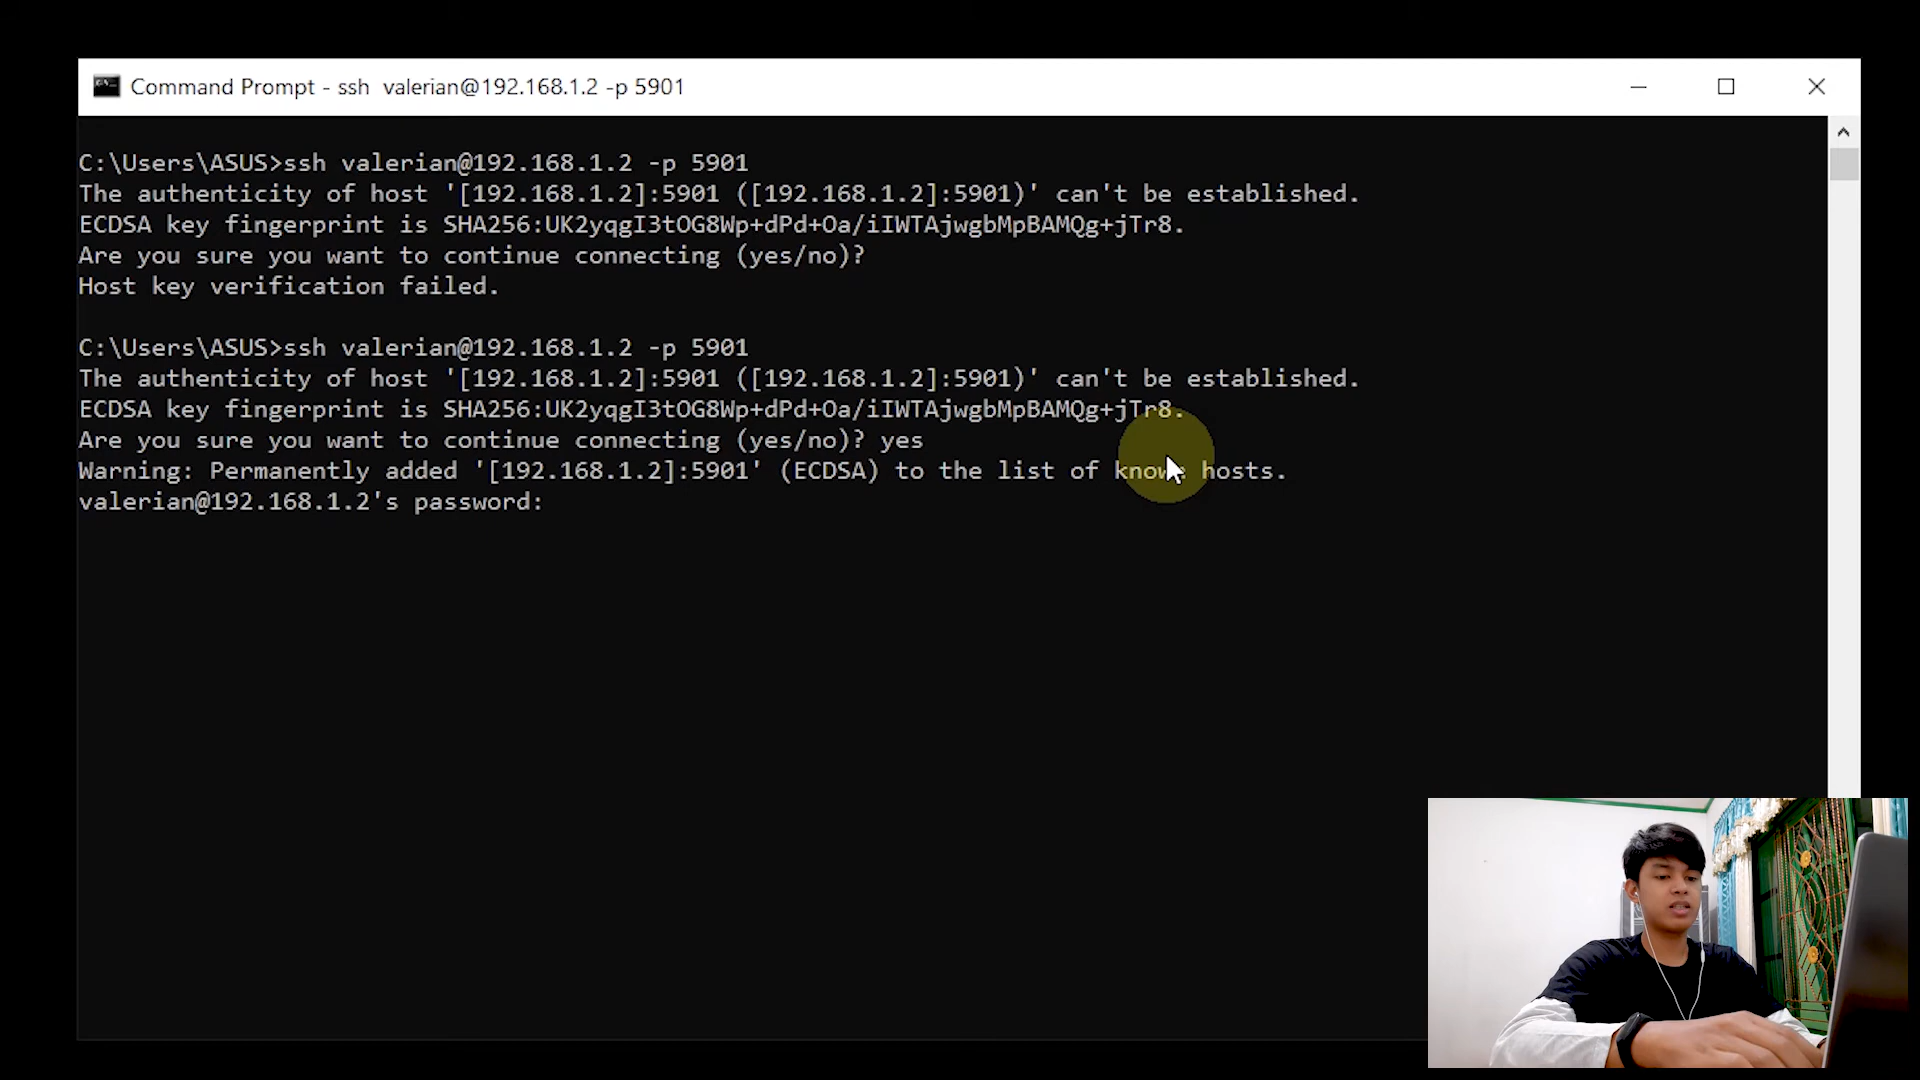 Command Prompt - ssh  valerian@192.168.1.2 -p 5901
C:\Users\ASUS>ssh valerian@192.168.1.2 -p 5901
The authenticity of host '[192.168.1.2]:5901 ([192.168.1.2]:5901)' can't be established.
ECDSA key fingerprint is SHA256:UK2yqgI3tOG8Wp+dPd+Oa/iIWTAjwgbMpBAMQg+jTr8.
Are you sure you want to continue connecting (yes/no)?
Host key verification failed.
C:\Users\ASUS>ssh valerian@192.168.1.2 -p 5901
The authenticity of host '[192.168.1.2]:5901 ([192.168.1.2]:5901)' can't be established.
ECDSA key fingerprint is SHA256:UK2yqgI3tOG8Wp+dPd+Oa/iIWTAjwgbMpBAMQg+jTr8.
Are you sure you want to continue connecting (yes/no)? yes
Warning: Permanently added '[192.168.1.2]:5901' (ECDSA) to the list of known hosts.
valerian@192.168.1.2's password: